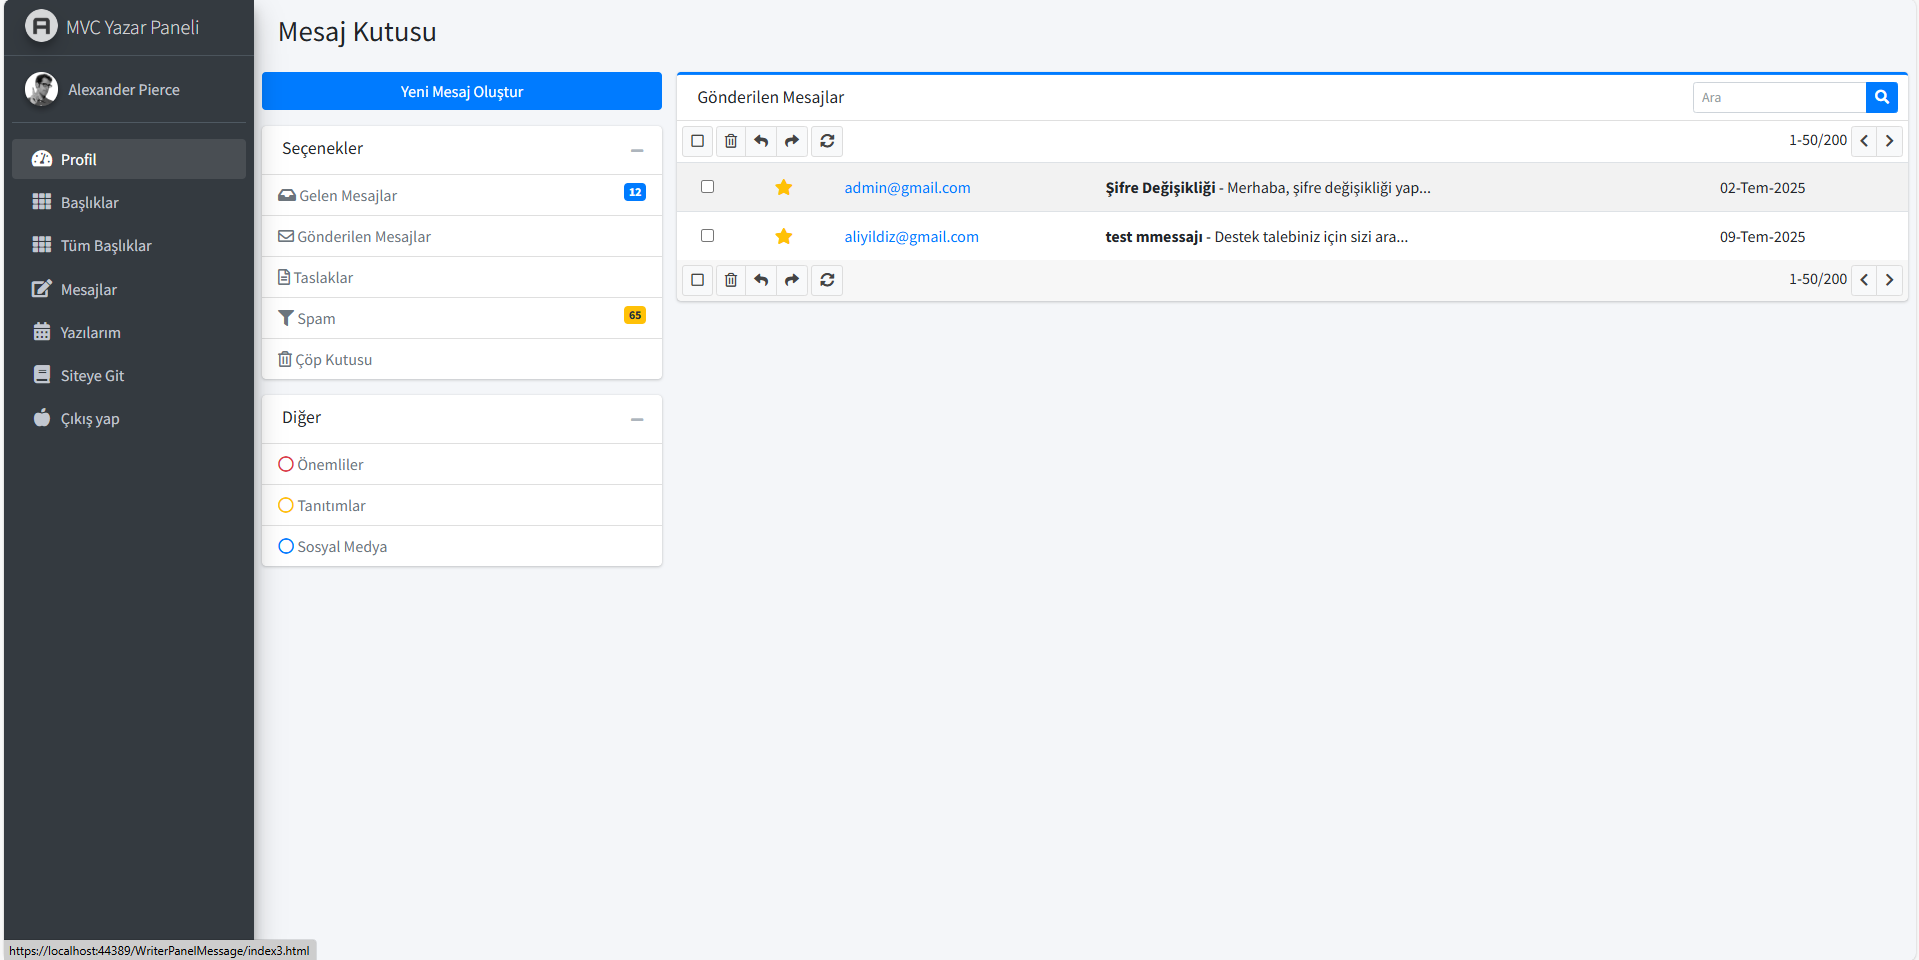 MVC Yazar Paneli
Alexander Pierce
Profil
Başlıklar
Tüm Başlıklar
Mesajlar
Yazılarım
Siteye Git
Çıkış yap
Mesaj Kutusu
Yeni Mesaj Oluştur
Seçenekler
Gelen Mesajlar 12
Gönderilen Mesajlar
Taslaklar
Spam 65
Çöp Kutusu
Diğer
Önemliler
Tanıtımlar
Sosyal Medya
Gönderilen Mesajlar
Ara
1-50/200
admin@gmail.com Şifre Değişikliği - Merhaba, şifre değişikliği yap... 02-Tem-2025
aliyildiz@gmail.com test mmessajı - Destek talebiniz için sizi ara... 09-Tem-2025
1-50/200
https://localhost:44389/WriterPanelMessage/index3.html